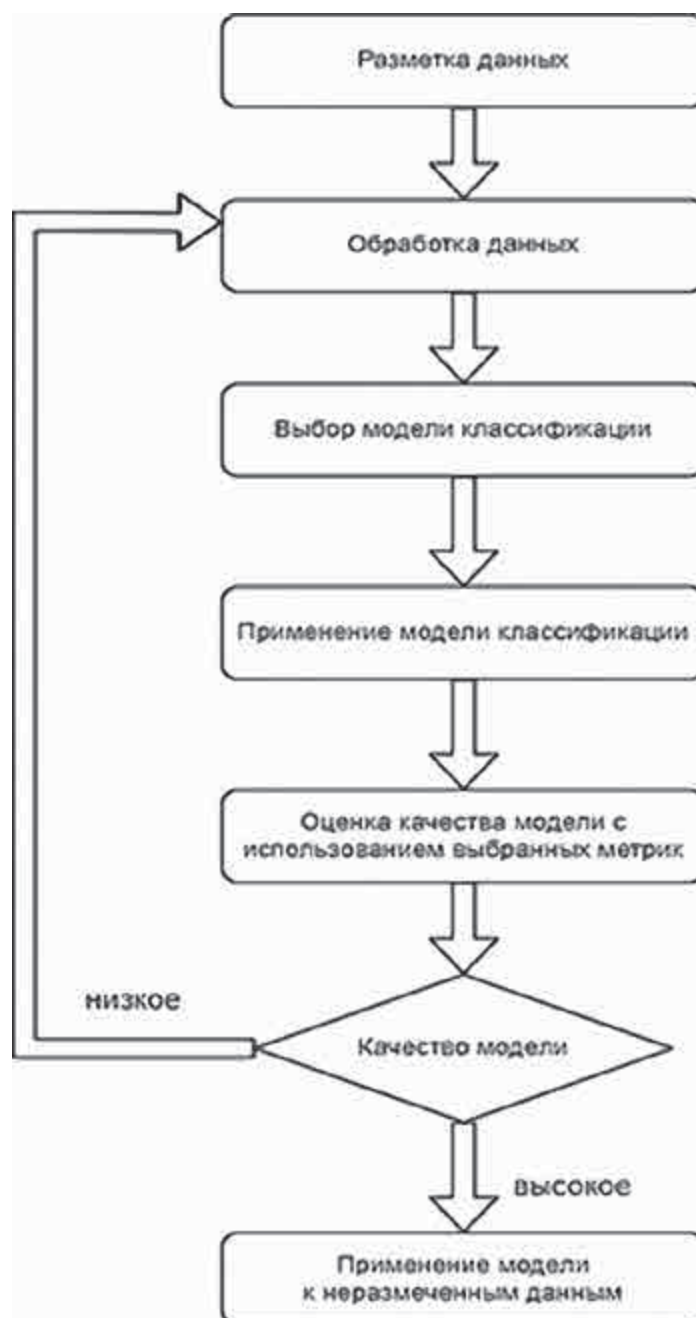 Разметка данных
Обработка данных
Выбор модели классификации
Применение модели классификации
Оценка качества модели с
использованием выбранных метрик
низкое
Качество модели
высокое
Применение модели
к неразмеченным данным